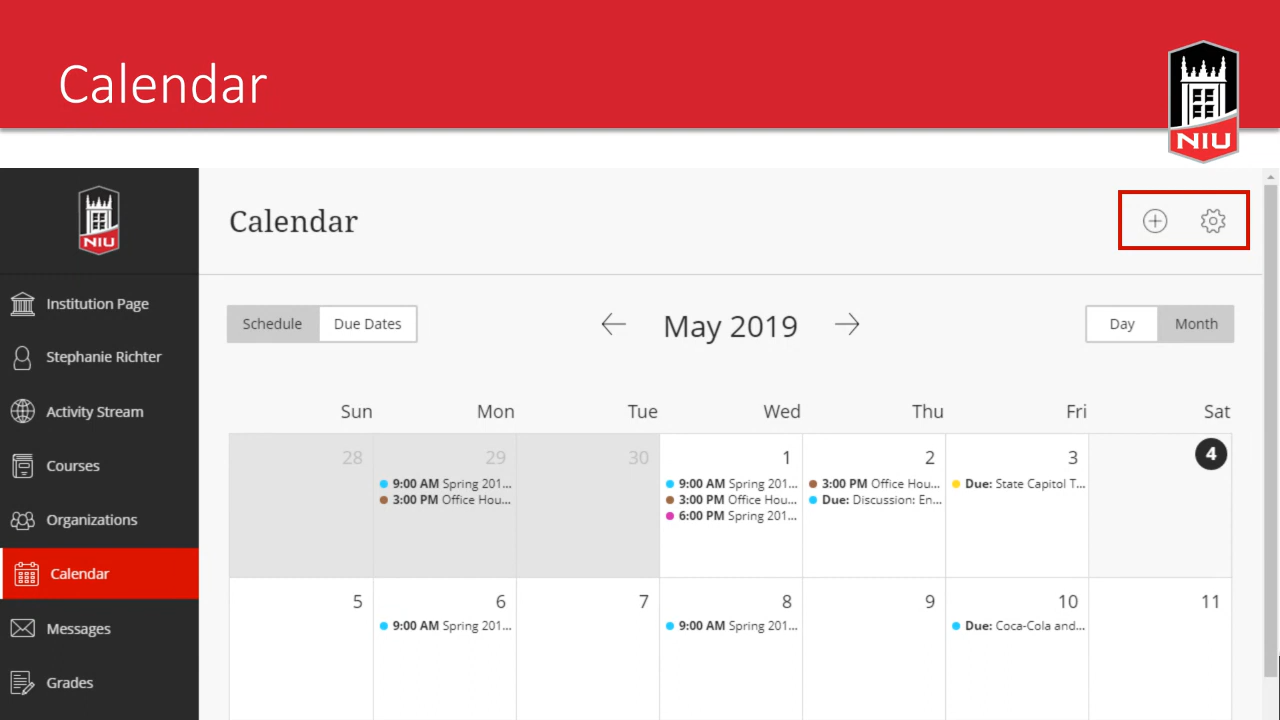 Calendar
NIU
NIU
Calendar
Institution Page
Stephanie Richter
Activity Stream
Courses
Organizations
Calendar
Messages
Grades
Schedule Due Dates
May 2019
Day Month
Sun Mon Tue Wed Thu Fri Sat
28 29 30 1 2 3 4
9:00 AM Spring 201...
3:00 PM Office Hou...
9:00 AM Spring 201...
3:00 PM Office Hou...
6:00 PM Spring 201...
3:00 PM Office Hou...
Due: Discussion: En...
Due: State Capitol T...
5 6 7 8 9 10 11
9:00 AM Spring 201...
9:00 AM Spring 201...
Due: Coca-Cola and...